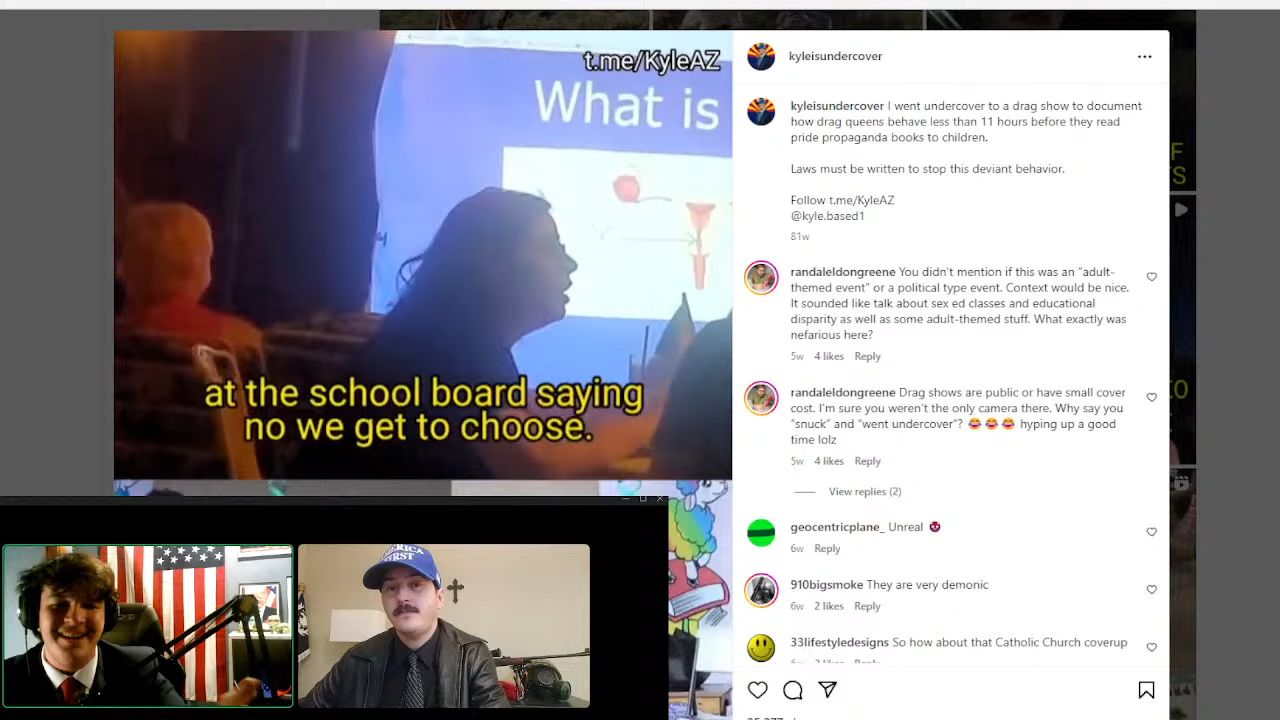 t.me/KyleAZ
What is
at the school board saying
no we get to choose.
kyleisundercover
kyleisundercover I went undercover to a drag show to document
how drag queens behave less than 11 hours before they read
pride propaganda books to children.
Laws must be written to stop this deviant behavior.
Follow t.me/KyleAZ
@kyle.based1
81w
randaleldongreene You didn't mention if this was an "adult-
themed event" or a political type event. Context would be nice.
It sounded like talk about sex ed classes and educational
disparity as well as some adult-themed stuff. What exactly was
nefarious here?
5w 4 likes Reply
randaleldongreene Drag shows are public or have small cover
cost. I'm sure you weren't the only camera there. Why say you
"snuck" and "went undercover"? 😂😂😂 hyping up a good
time lolz
5w 4 likes Reply
View replies (2)
geocentricplane_ Unreal
6w Reply
910bigsmoke They are very demonic
6w 2 likes Reply
33lifestyledesigns So how about that Catholic Church coverup
FIRST